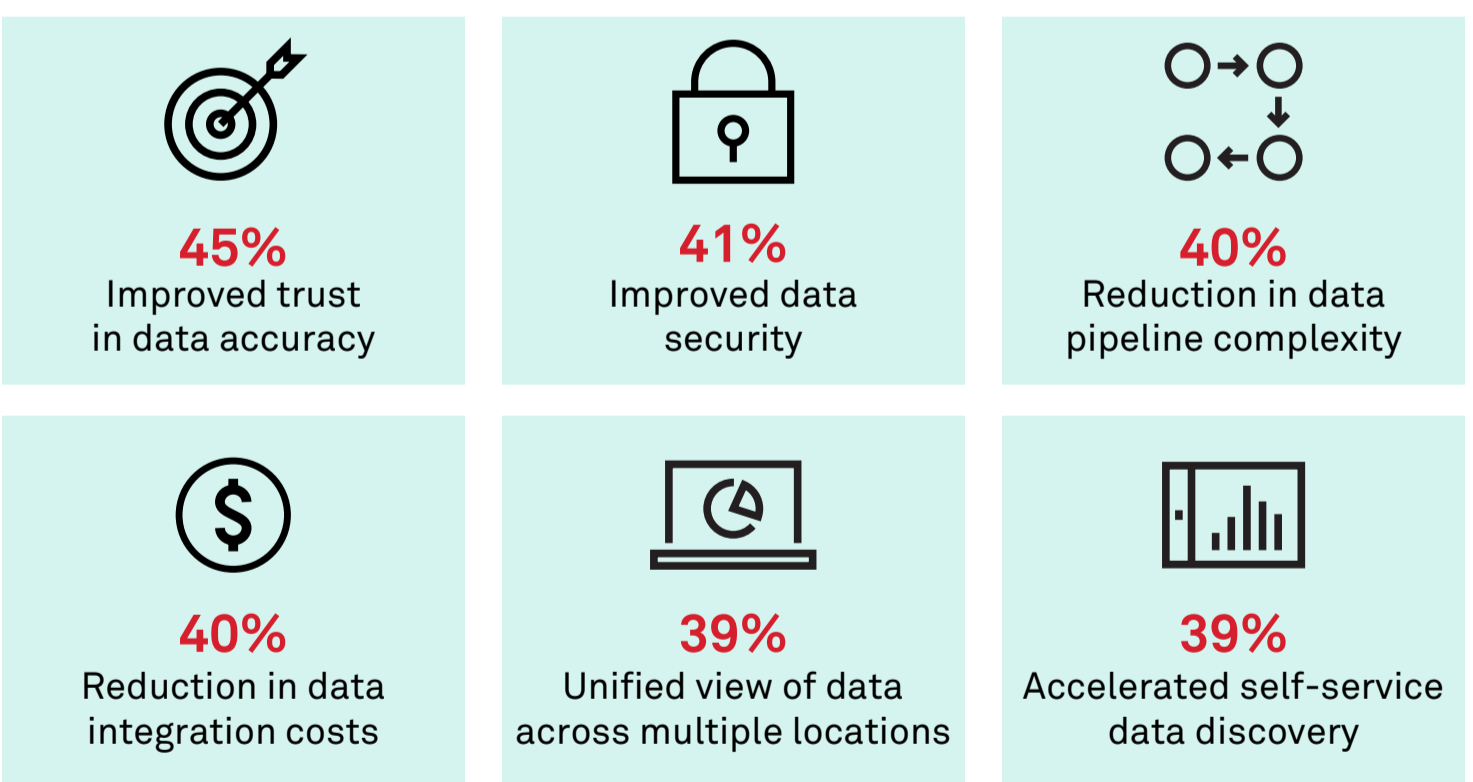 45%
Improved trust
in data accuracy
41%
Improved data
security
40%
Reduction in data
pipeline complexity
$
40%
Reduction in data
integration costs
39%
Unified view of data
across multiple locations
39%
Accelerated self-service
data discovery